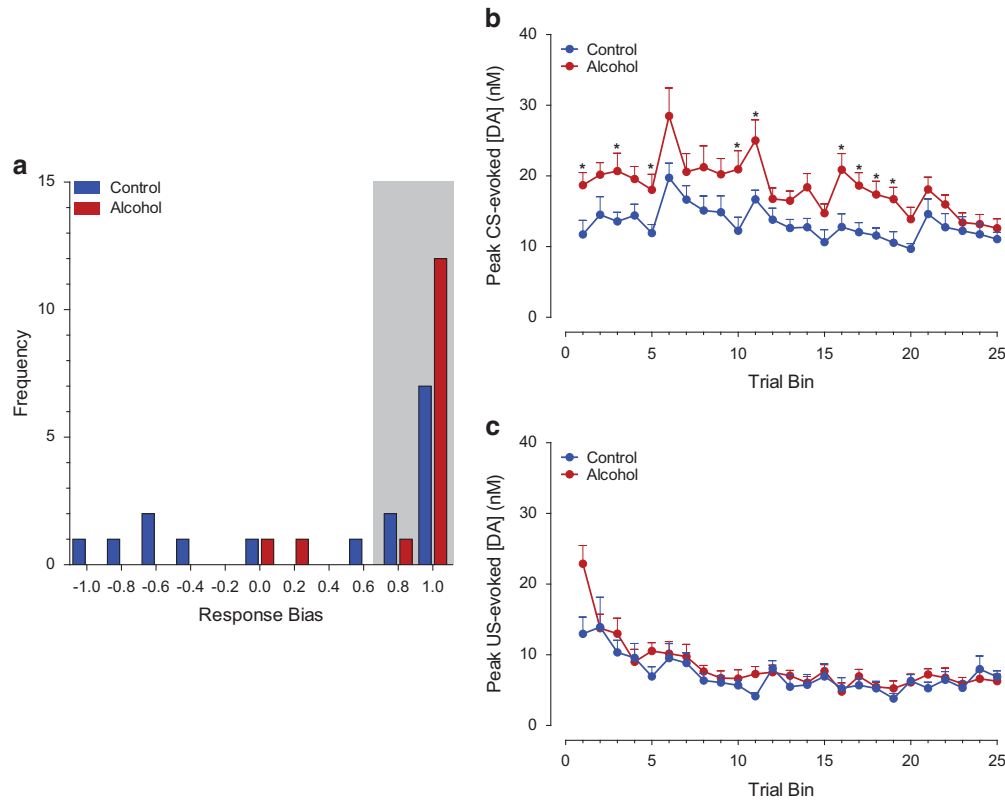 a
Control
Alcohol
15
10
5
0
Frequency
-1.0 -0.8 -0.6 -0.4 -0.2 0.0 0.2 0.4 0.6 0.8 1.0
Response Bias
b
Control
Alcohol
40
30
20
10
0
Peak CS-evoked [DA] (nM)
* * * * * * * * *
0 5 10 15 20 25
Trial Bin
c
Control
Alcohol
40
30
20
10
0
Peak US-evoked [DA] (nM)
0 5 10 15 20 25
Trial Bin